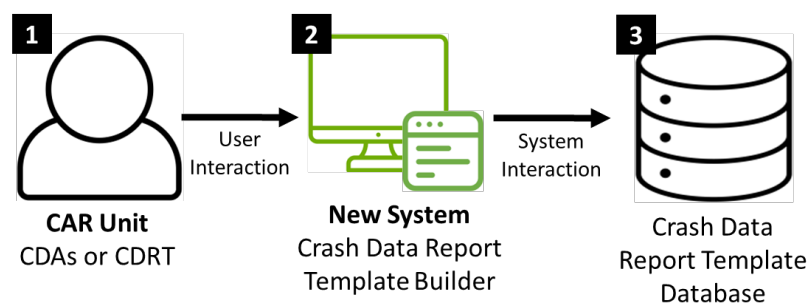 1
2
3
User
Interaction
System
Interaction
CAR Unit
CDAs or CDRT
New System
Crash Data Report
Template Builder
Crash Data
Report Template
Database